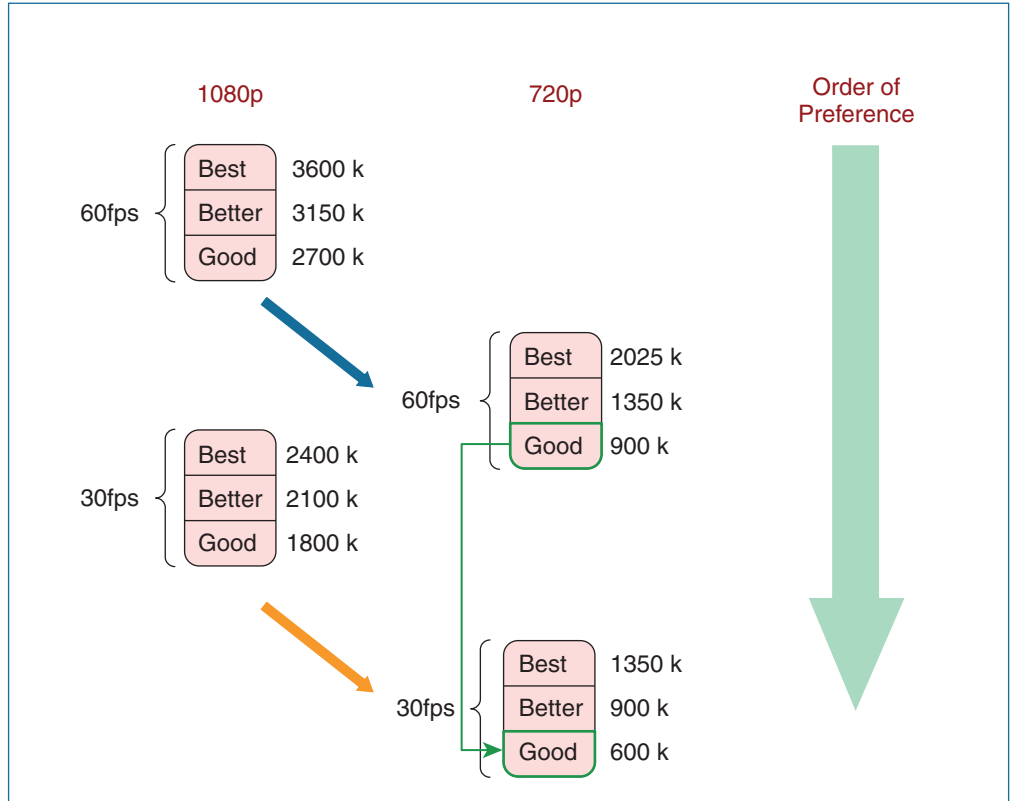 1080p
720p
Order of
Preference
60fps
Best 3600 k
Better 3150 k
Good 2700 k
60fps
Best 2025 k
Better 1350 k
Good 900 k
30fps
Best 2400 k
Better 2100 k
Good 1800 k
30fps
Best 1350 k
Better 900 k
Good 600 k